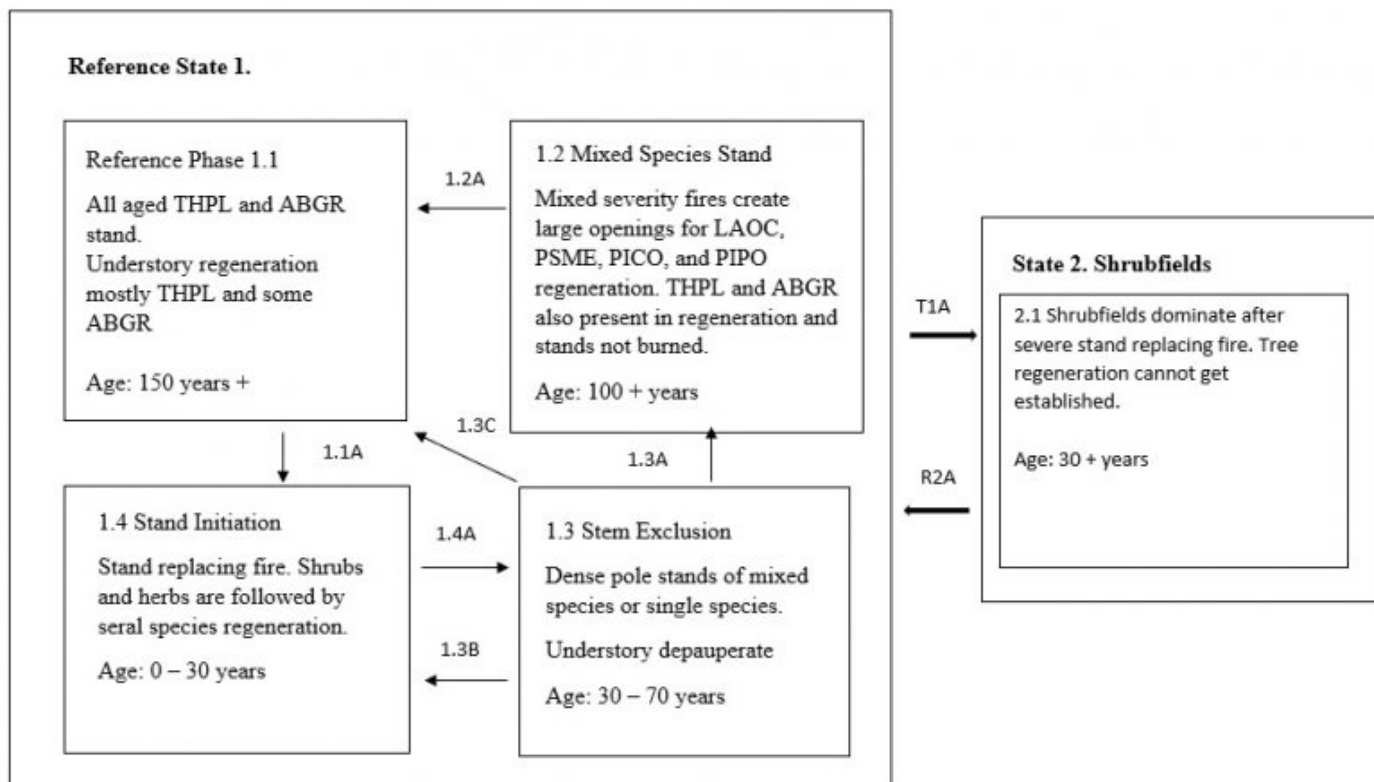 Reference State 1.
Reference Phase 1.1
All aged THPL and ABGR
stand.
Understory regeneration
mostly THPL and some
ABGR
Age: 150 years +
1.2A
1.2 Mixed Species Stand
Mixed severity fires create
large openings for LAOC,
PSME, PICO, and PIPO
regeneration. THPL and ABGR
also present in regeneration and
stands not burned.
Age: 100 + years
1.1A
1.3C
1.3A
1.4 Stand Initiation
Stand replacing fire. Shrubs
and herbs are followed by
seral species regeneration.
Age: 0 – 30 years
1.4A
1.3B
1.3 Stem Exclusion
Dense pole stands of mixed
species or single species.
Understory depauperate
Age: 30 – 70 years
T1A
R2A
State 2. Shrubfields
2.1 Shrubfields dominate after
severe stand replacing fire. Tree
regeneration cannot get
established.
Age: 30 + years